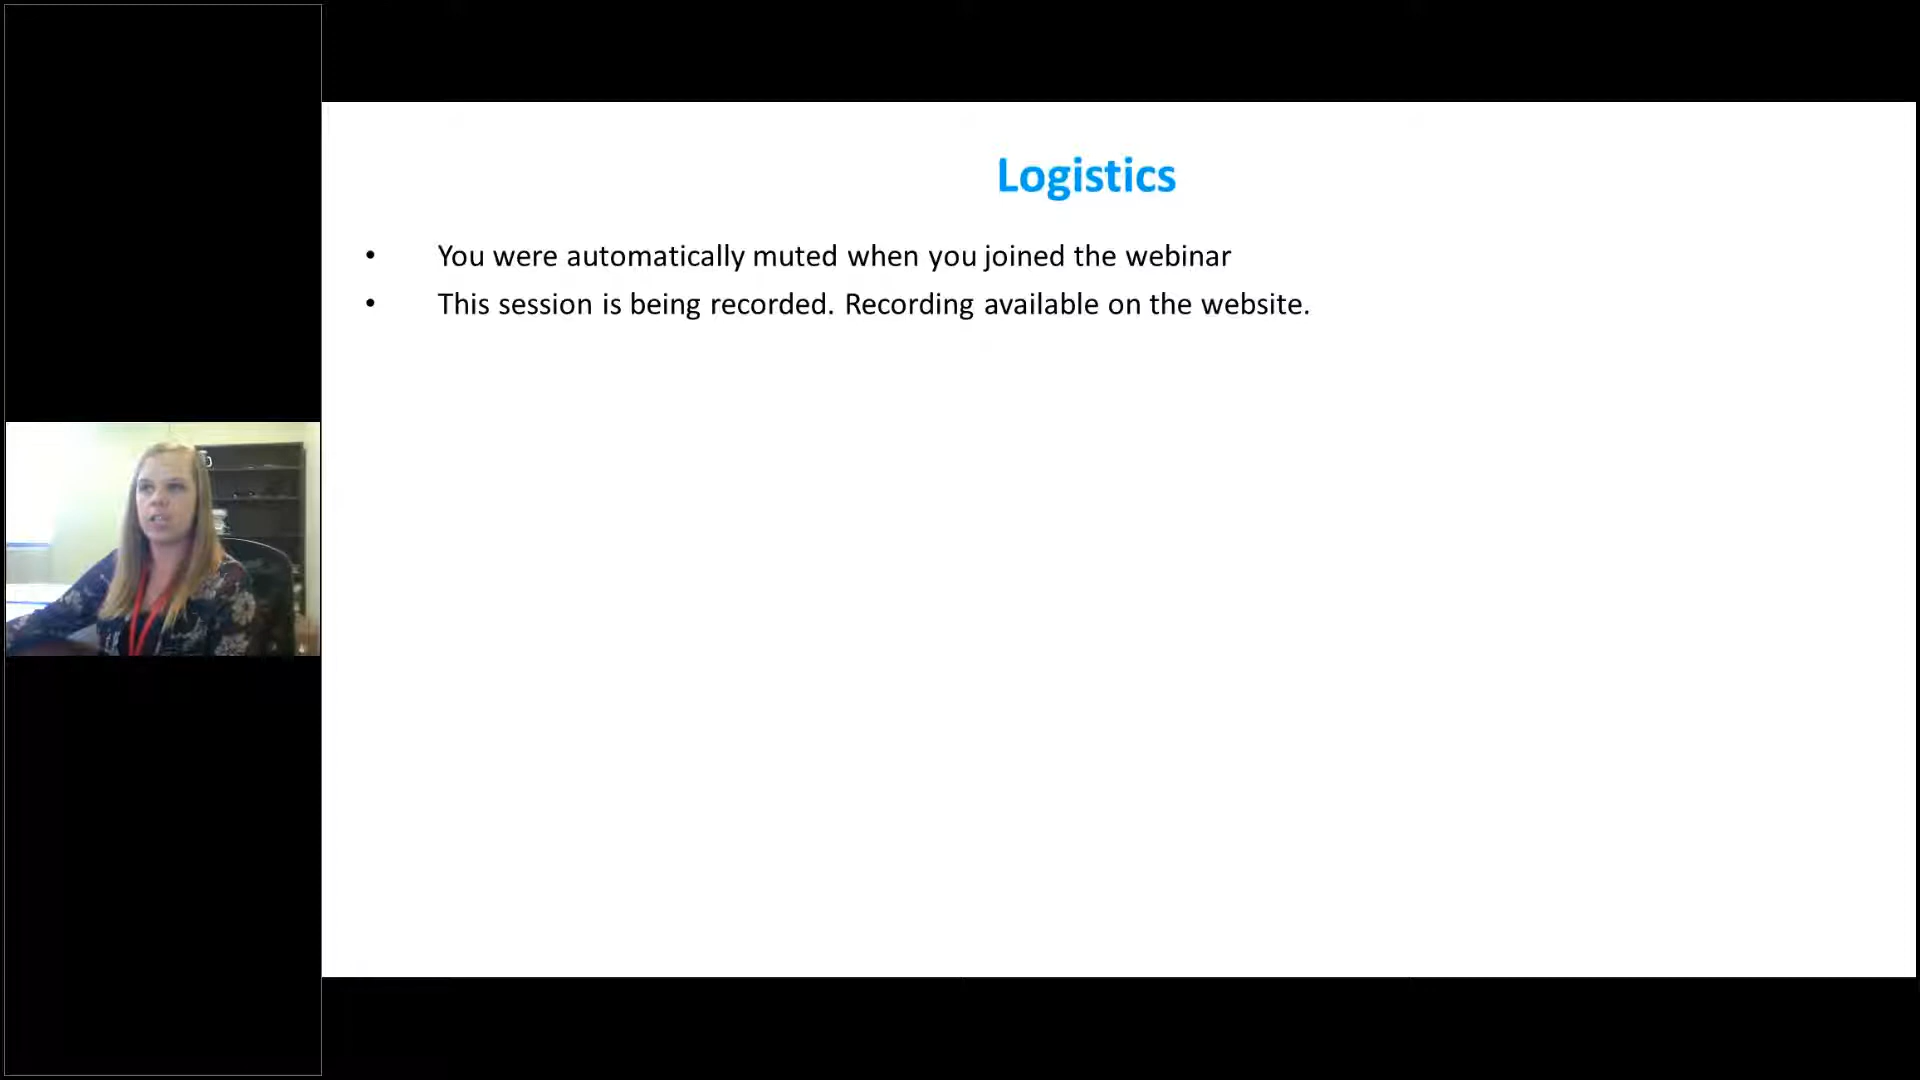 Logistics
• You were automatically muted when you joined the webinar
• This session is being recorded. Recording available on the website.